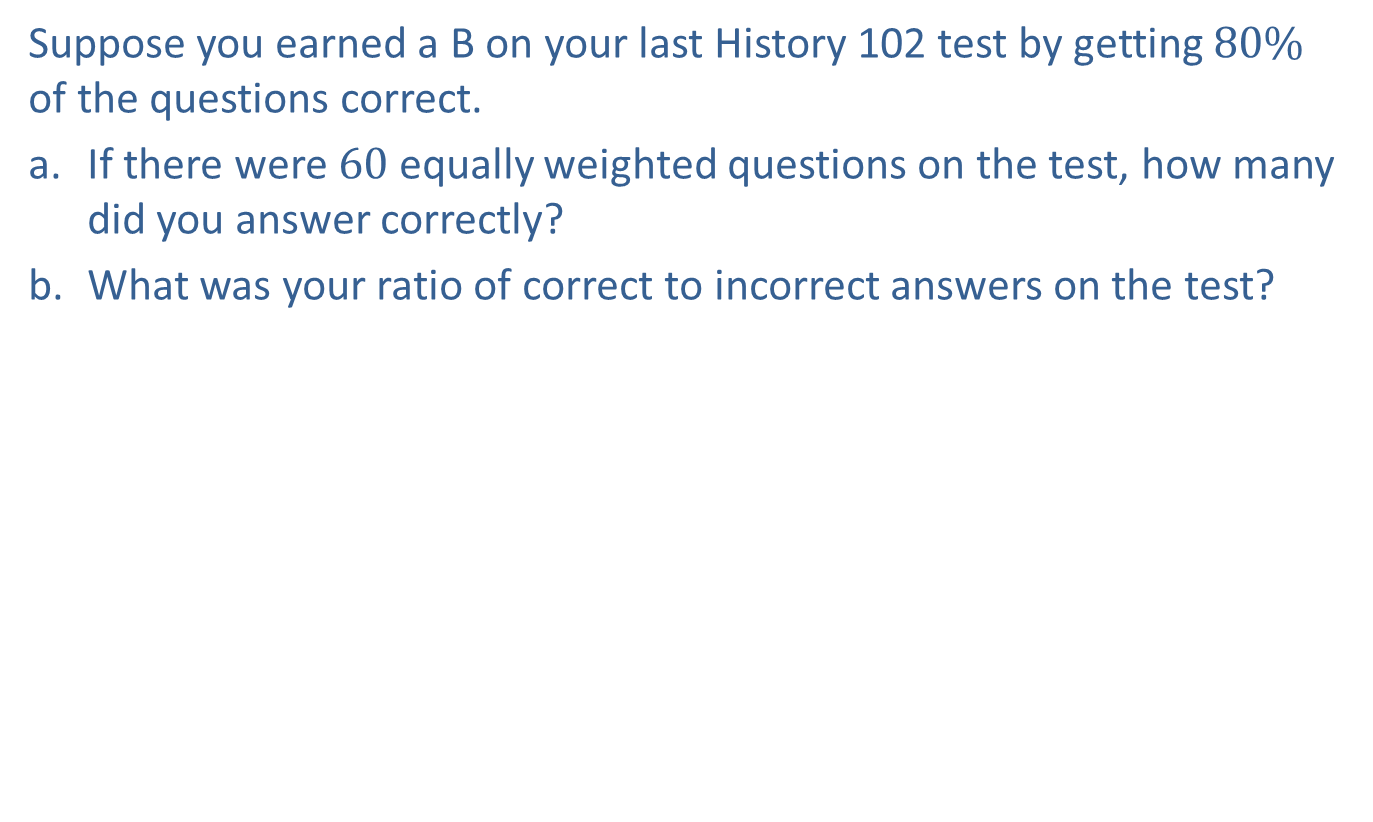 Suppose you earned a B on your last History 102 test by getting 80%
of the questions correct.
a. If there were 60 equally weighted questions on the test, how many
did you answer correctly?
b. What was your ratio of correct to incorrect answers on the test?